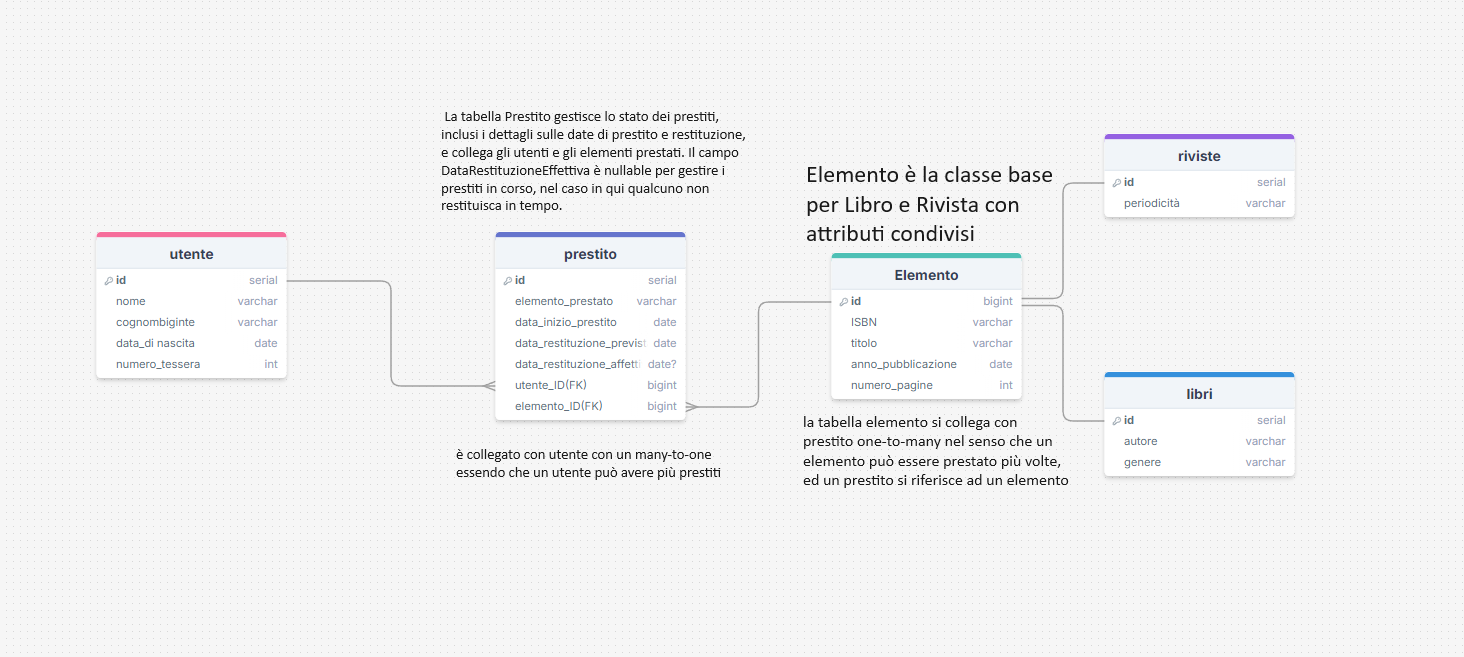 La tabella Prestito gestisce lo stato dei prestiti,
inclusi i dettagli sulle date di prestito e restituzione,
e collega gli utenti e gli elementi prestati. Il campo
DataRestituzioneEffettiva è nullable per gestire i
prestiti in corso, nel caso in qui qualcuno non
restituisca in tempo.
utente
id serial
nome varchar
cognombiginte varchar
data_di nascita date
numero_tessera int
prestito
id serial
elemento_prestato varchar
data_inizio_prestito date
data_restituzione_previst date
data_restituzione_affetti date?
utente_ID(FK) bigint
elemento_ID(FK) bigint
è collegato con utente con un many-to-one
essendo che un utente può avere più prestiti
Elemento è la classe base
per Libro e Rivista con
attributi condivisi
Elemento
id bigint
ISBN varchar
titolo varchar
anno_pubblicazione date
numero_pagine int
la tabella elemento si collega con
prestito one-to-many nel senso che un
elemento può essere prestato più volte,
ed un prestito si riferisce ad un elemento
riviste
id serial
periodicità varchar
libri
id serial
autore varchar
genere varchar